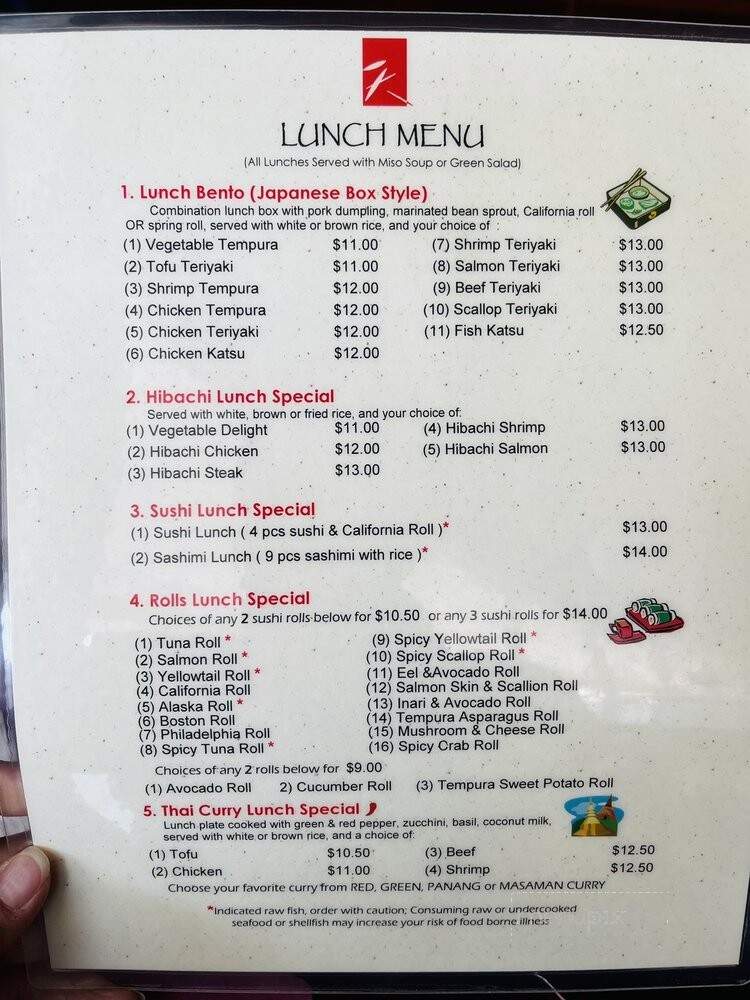 LUNCH MENU
(All Lunches Served with Miso Soup or Green Salad)
1. Lunch Bento (Japanese Box Style)
Combination lunch box with pork dumpling, marinated bean sprout, California roll
OR spring roll, served with white or brown rice, and your choice of :
(1) Vegetable Tempura $11.00 (7) Shrimp Teriyaki $13.00
(2) Tofu Teriyaki $11.00 (8) Salmon Teriyaki $13.00
(3) Shrimp Tempura $12.00 (9) Beef Teriyaki $13.00
(4) Chicken Tempura $12.00 (10) Scallop Teriyaki $13.00
(5) Chicken Teriyaki $12.00 (11) Fish Katsu $12.50
(6) Chicken Katsu $12.00
2. Hibachi Lunch Special
Served with white, brown or fried rice, and your choice of:
(1) Vegetable Delight $11.00 (4) Hibachi Shrimp $13.00
(2) Hibachi Chicken $12.00 (5) Hibachi Salmon $13.00
(3) Hibachi Steak $13.00
3. Sushi Lunch Special
(1) Sushi Lunch ( 4 pcs sushi & California Roll )* $13.00
(2) Sashimi Lunch ( 9 pcs sashimi with rice )* $14.00
4. Rolls Lunch Special
Choices of any 2 sushi rolls below for $10.50 or any 3 sushi rolls for $14.00
(1) Tuna Roll * (9) Spicy Yellowtail Roll *
(2) Salmon Roll * (10) Spicy Scallop Roll *
(3) Yellowtail Roll * (11) Eel &Avocado Roll
(4) California Roll (12) Salmon Skin & Scallion Roll
(5) Alaska Roll * (13) Inari & Avocado Roll
(6) Boston Roll (14) Tempura Asparagus Roll
(7) Philadelphia Roll (15) Mushroom & Cheese Roll
(8) Spicy Tuna Roll * (16) Spicy Crab Roll
Choices of any 2 rolls below for $9.00
(1) Avocado Roll 2) Cucumber Roll (3) Tempura Sweet Potato Roll
5. Thai Curry Lunch Special
Lunch plate cooked with green & red pepper, zucchini, basil, coconut milk,
served with white or brown rice, and a choice of:
(1) Tofu $10.50 (3) Beef $12.50
(2) Chicken $11.00 (4) Shrimp $12.50
Choose your favorite curry from RED, GREEN, PANANG or MASAMAN CURRY
*Indicated raw fish, order with caution; Consuming raw or undercooked
seafood or shellfish may increase your risk of food borne illness